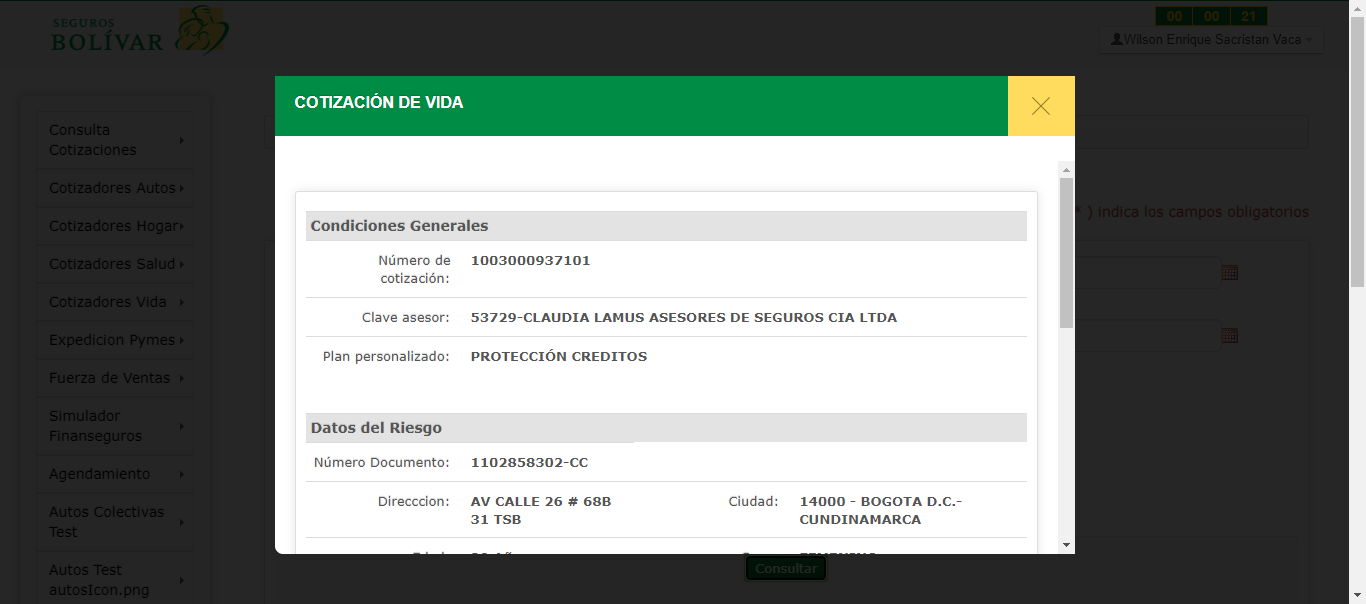 SEGUROS
BOLÍVAR
00 00 21
Wilson Enrique Sacristan Vaca
Consulta
Cotizaciones
Cotizadores Autos
Cotizadores Hogar
Cotizadores Salud
Cotizadores Vida
Expedicion Pymes
Fuerza de Ventas
Simulador
Finanseguros
Agendamiento
Autos Colectivas
Test
Autos Test
autosIcon.png
* ) indica los campos obligatorios
COTIZACIÓN DE VIDA
Condiciones Generales
Número de
cotización:
1003000937101
Clave asesor: 53729-CLAUDIA LAMUS ASESORES DE SEGUROS CIA LTDA
Plan personalizado: PROTECCIÓN CREDITOS
Datos del Riesgo
Número Documento: 1102858302-CC
Direcccion: AV CALLE 26 # 68B
31 TSB
Ciudad: 14000 - BOGOTA D.C.-
CUNDINAMARCA
Consultar